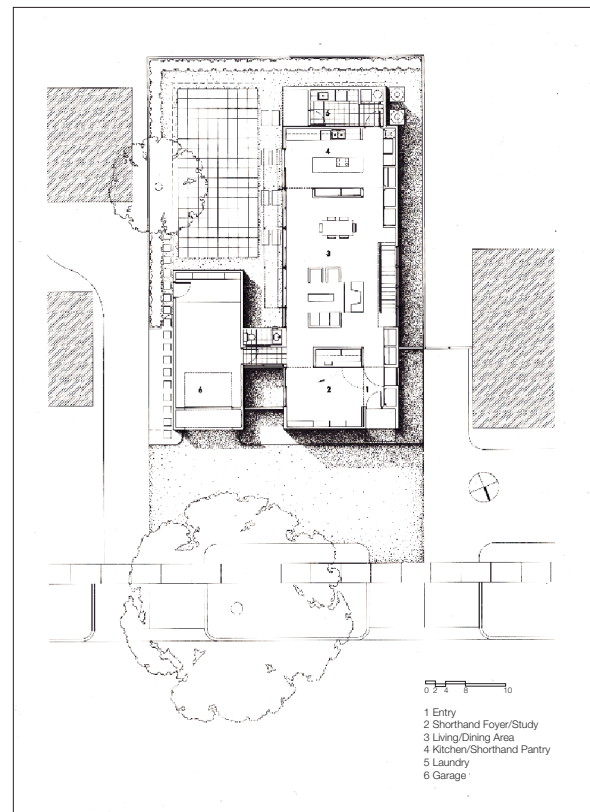 5
4
3
2
1
6
0 2 4 8 10
1 Entry
2 Shorthand Foyer/Study
3 Living/Dining Area
4 Kitchen/Shorthand Pantry
5 Laundry
6 Garage